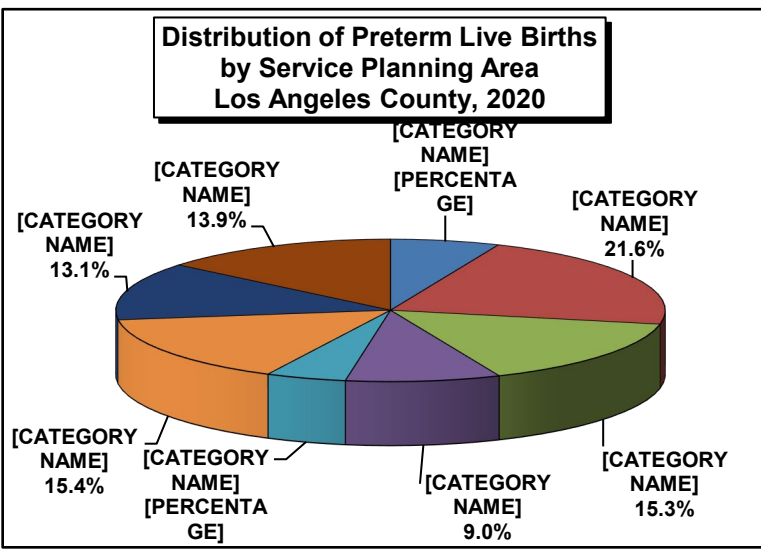 Distribution of Preterm Live Births
by Service Planning Area
Los Angeles County, 2020
[CATEGORY
NAME]
[PERCENTA
GE]
[CATEGORY
NAME]
21.6%
[CATEGORY
NAME]
15.3%
[CATEGORY
NAME]
9.0%
[CATEGORY
NAME]
[PERCENTA
GE]
[CATEGORY
NAME]
15.4%
[CATEGORY
NAME]
13.1%
[CATEGORY
NAME]
13.9%